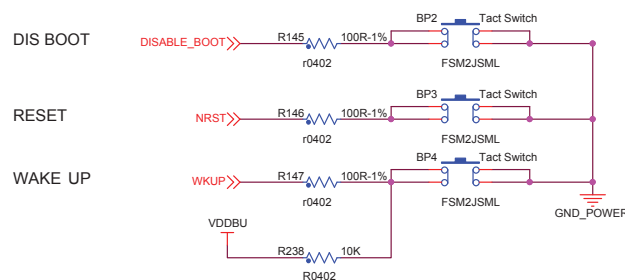 BP2 Tact Switch
DIS BOOT DISABLE_BOOT R145 100R-1%
r0402 FSM2JSML
BP3 Tact Switch
RESET NRST R146 100R-1%
r0402 FSM2JSML
BP4 Tact Switch
WAKE UP WKUP R147 100R-1%
r0402 FSM2JSML
GND_POWER
VDDBU
R238 10K
R0402